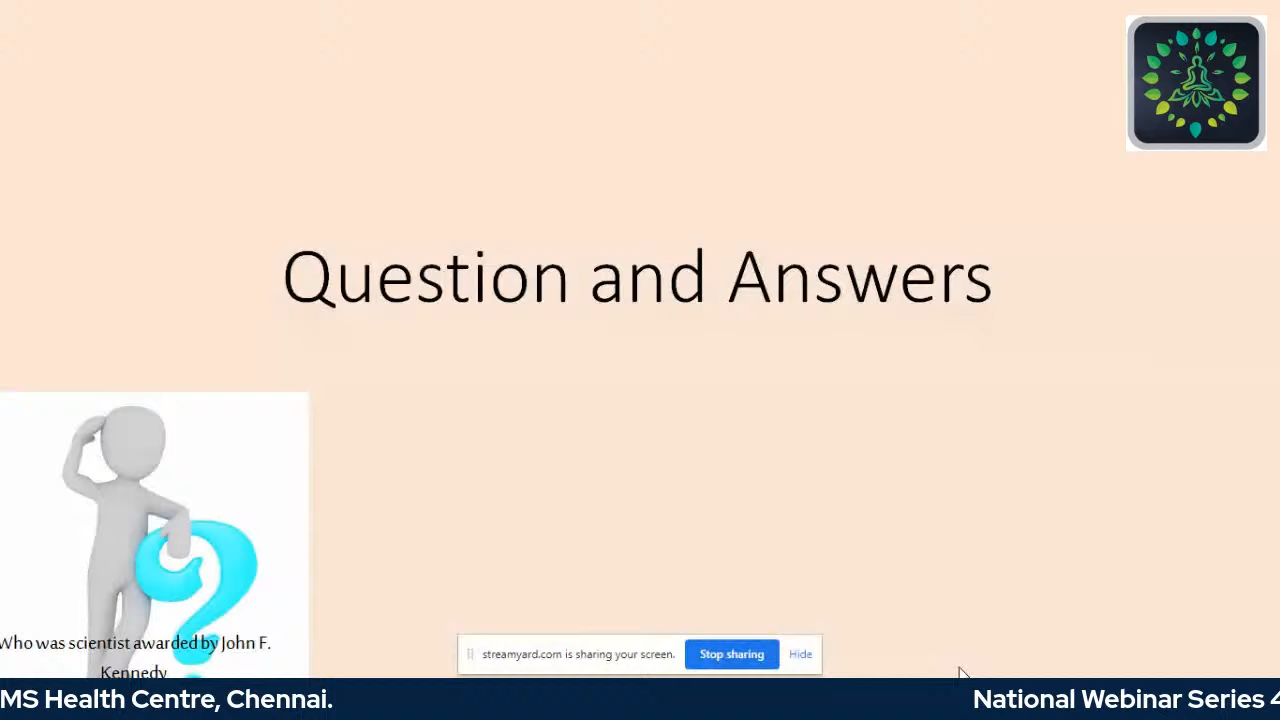 Question and Answers
Who was scientist awarded by John F.
Kennedy
streamyard.com is sharing your screen.
Stop sharing
Hide
MS Health Centre, Chennai.
National Webinar Series 4